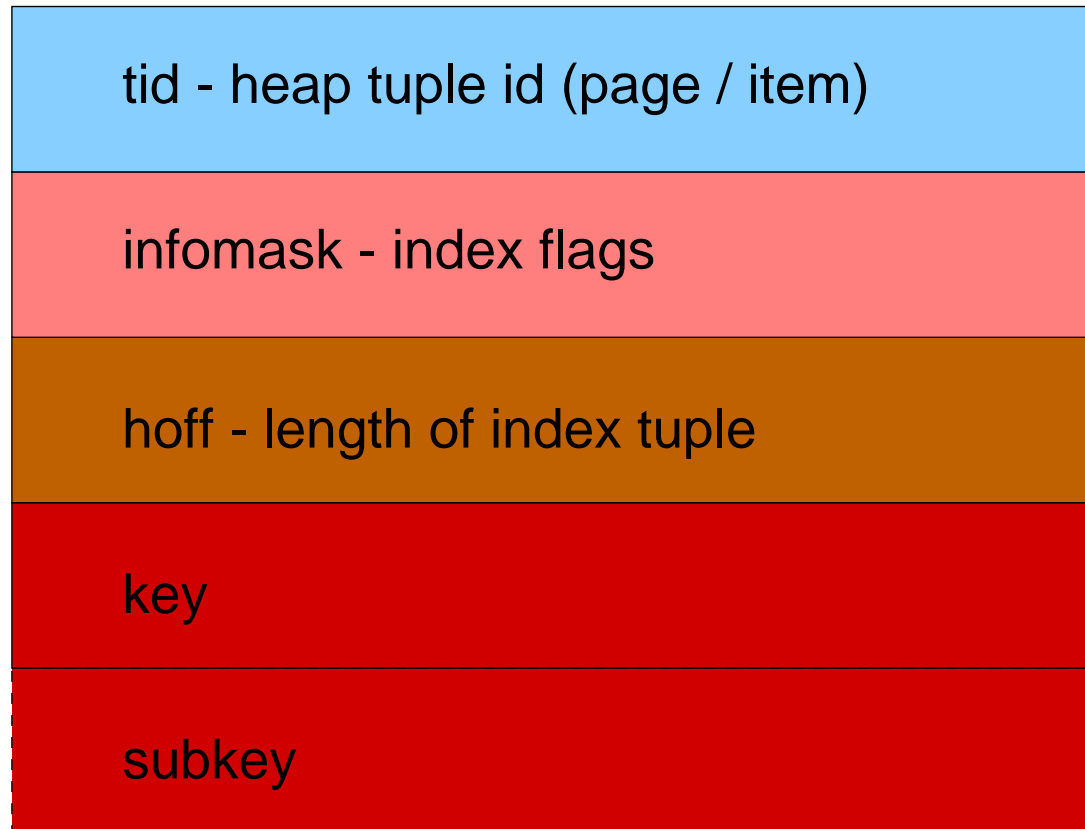 tid - heap tuple id (page / item)
infomask - index flags
hoff - length of index tuple
key
subkey